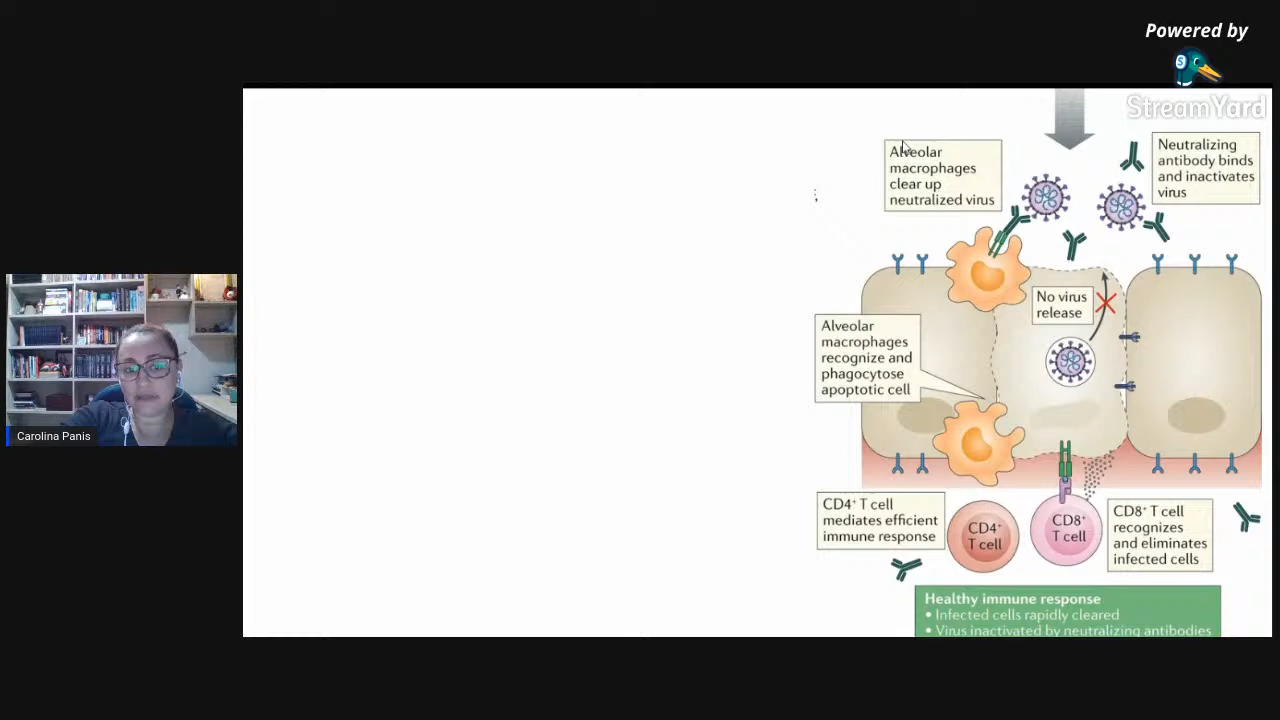 Powered by
StreamYard
Alveolar
macrophages
clear up
neutralized virus
Neutralizing
antibody binds
and inactivates
virus
No virus
release
Alveolar
macrophages
recognize and
phagocytose
apoptotic cell
Carolina Panis
CD4⁺ T cell
mediates efficient
immune response
CD4⁺
T cell
CD8⁺
T cell
CD8⁺ T cell
recognizes
and eliminates
infected cells
Healthy immune response
• Infected cells rapidly cleared
• Virus inactivated by neutralizing antibodies